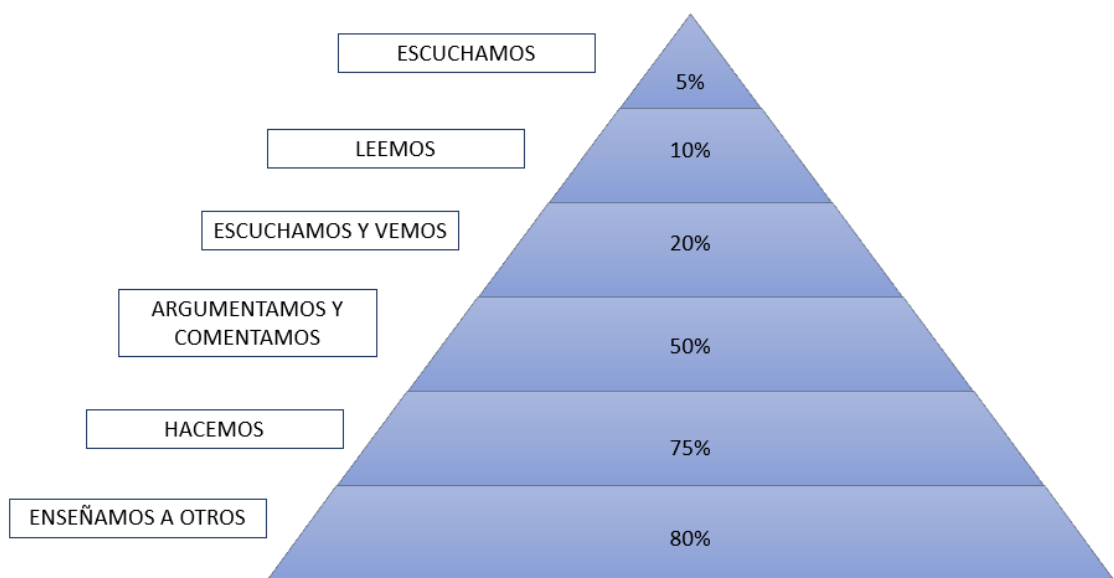 ESCUCHAMOS
5%
LEEMOS
10%
ESCUCHAMOS Y VEMOS
20%
ARGUMENTAMOS Y
COMENTAMOS
50%
HACEMOS
75%
ENSEÑAMOS A OTROS
80%